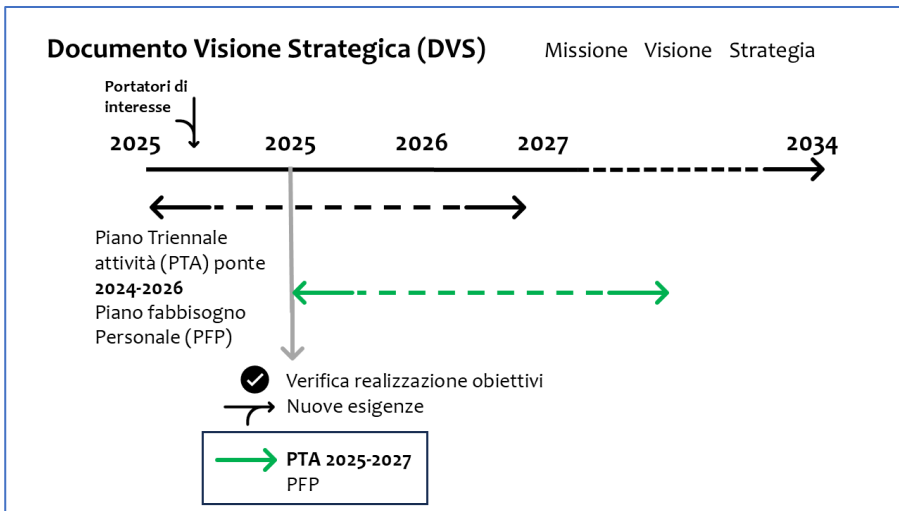 Documento Visione Strategica (DVS) Missione Visione Strategia
Portatori di
interesse
2025 2025 2026 2027 2034
Piano Triennale
attività (PTA) ponte
2024-2026
Piano fabbisogno
Personale (PFP)
Verifica realizzazione obiettivi
Nuove esigenze
PTA 2025-2027
PFP